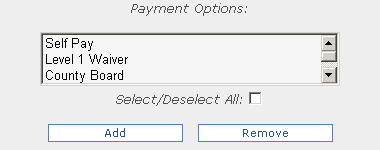 Payment Options:
Self Pay
Level 1 Waiver
County Board
Select/Deselect All:
Add Remove